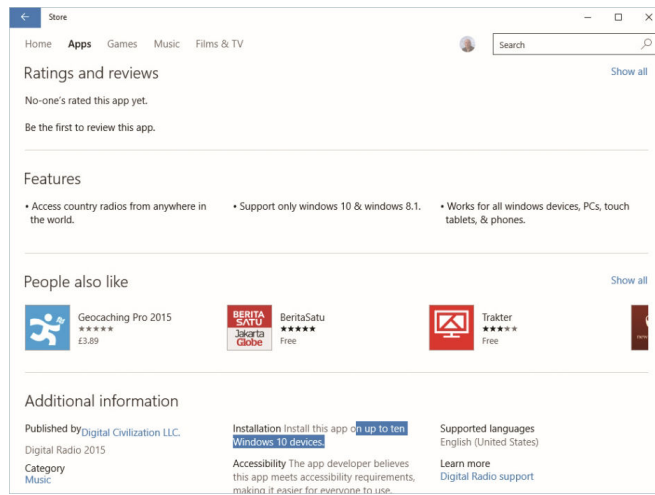 Store
Home Apps Games Music Films & TV
Search
Ratings and reviews
Show all
No-one's rated this app yet.
Be the first to review this app.
Features
• Access country radios from anywhere in
the world.
• Support only windows 10 & windows 8.1.
• Works for all windows devices, PCs, touch
tablets, & phones.
People also like
Show all
Geocaching Pro 2015
£3.89
BERITA
SATU
Jakarta
Globe
BeritaSatu
Free
Trakter
Free
Additional information
Published by Digital Civilization LLC.
Digital Radio 2015
Category
Music
Installation Install this app on up to ten
Windows 10 devices.
Accessibility The app developer believes
this app meets accessibility requirements,
making it easier for everyone to use.
Supported languages
English (United States)
Learn more
Digital Radio support